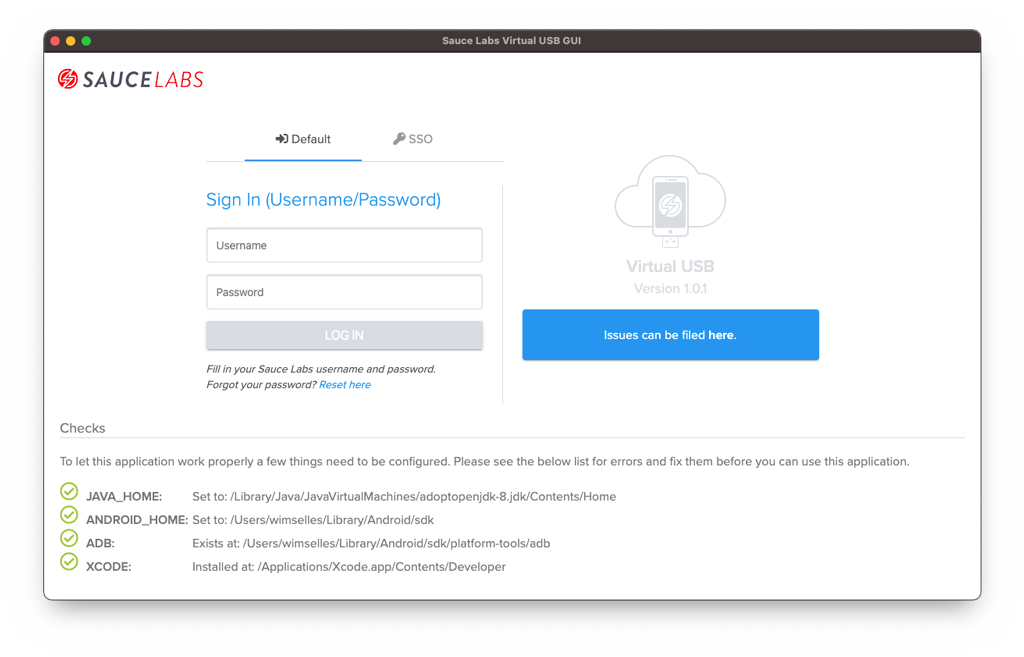 Sauce Labs Virtual USB GUI
SAUCELABS
Default
SSO
Sign In (Username/Password)
Username
Password
LOG IN
Fill in your Sauce Labs username and password.
Forgot your password? Reset here
Virtual USB
Version 1.0.1
Issues can be filed here.
Checks
To let this application work properly a few things need to be configured. Please see the below list for errors and fix them before you can use this application.
JAVA_HOME: Set to: /Library/Java/JavaVirtualMachines/adoptopenjdk-8.jdk/Contents/Home
ANDROID_HOME: Set to: /Users/wimselles/Library/Android/sdk
ADB: Exists at: /Users/wimselles/Library/Android/sdk/platform-tools/adb
XCODE: Installed at: /Applications/Xcode.app/Contents/Developer